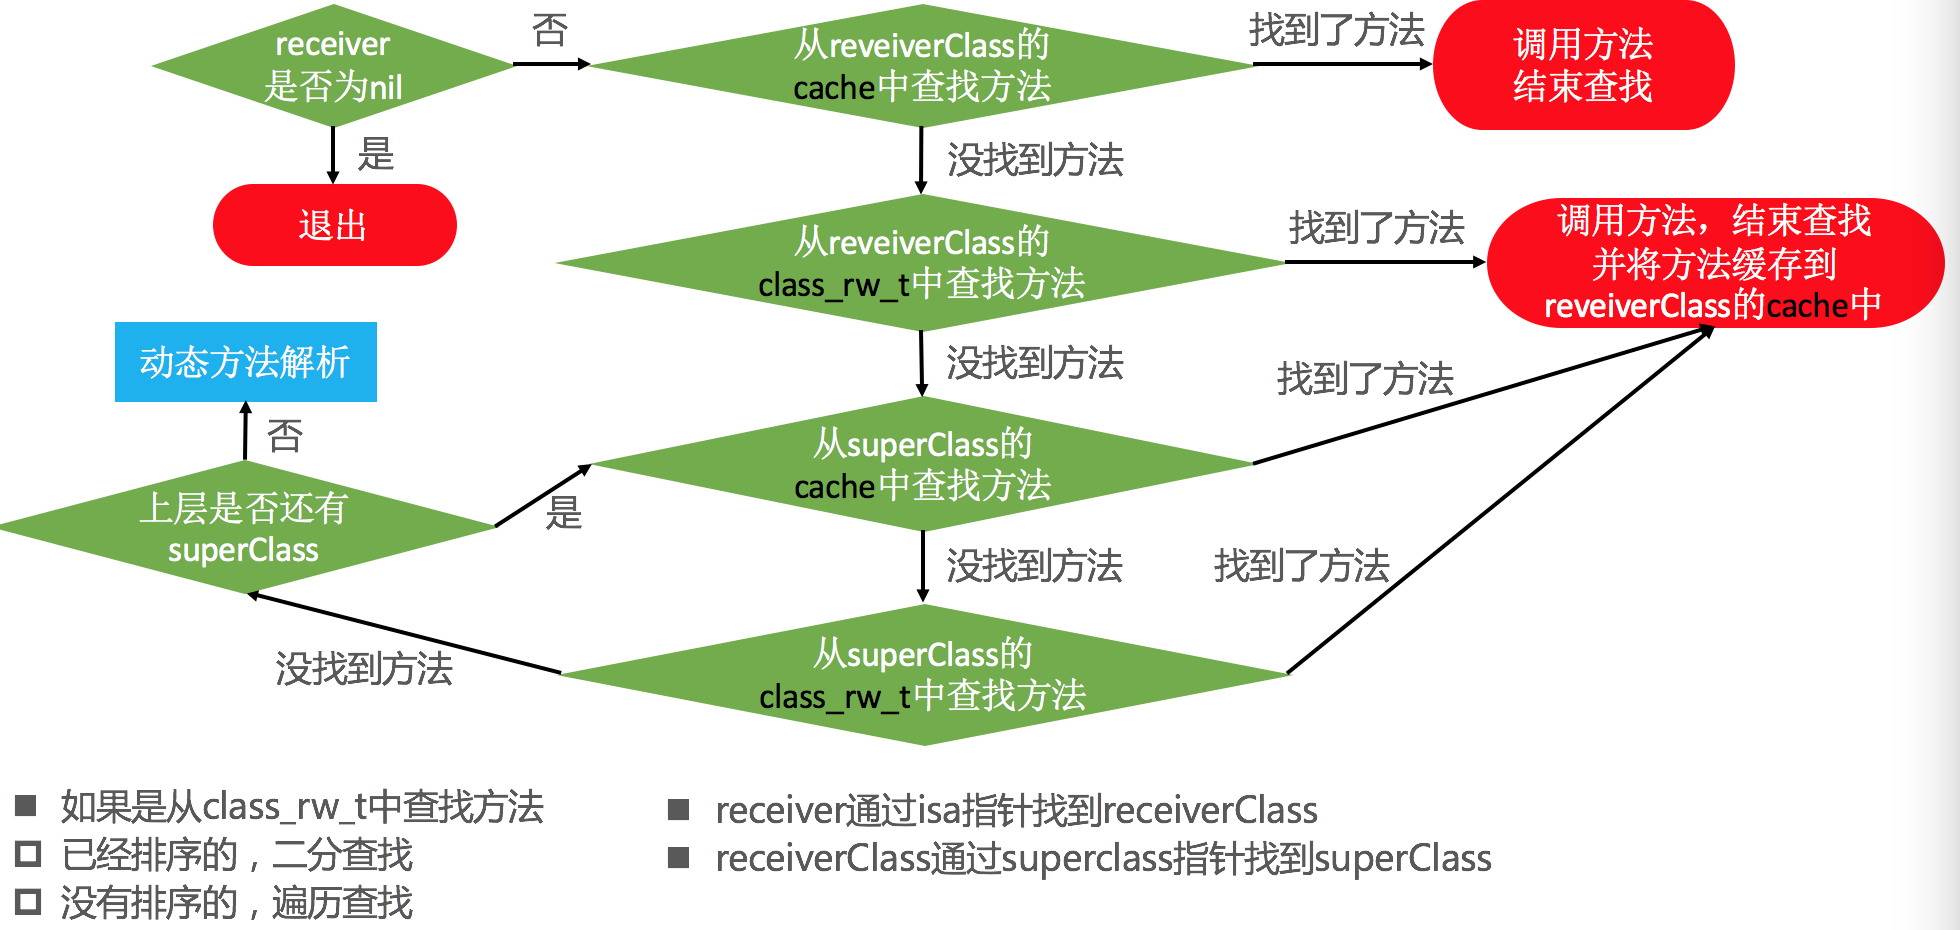 receiver
是否为nil
否
从reveiverClass的
cache中查找方法
找到了方法
调用方法
结束查找
是
没找到方法
退出
从reveiverClass的
class_rw_t中查找方法
找到了方法
调用方法，结束查找
并将方法缓存到
reveiverClass的cache中
动态方法解析
没找到方法
找到了方法
否
从superClass的
cache中查找方法
上层是否还有
superClass
是
没找到方法
找到了方法
没找到方法
从superClass的
class_rw_t中查找方法
如果是从class_rw_t中查找方法
已经排序的，二分查找
没有排序的，遍历查找
receiver通过isa指针找到receiverClass
receiverClass通过superclass指针找到superClass